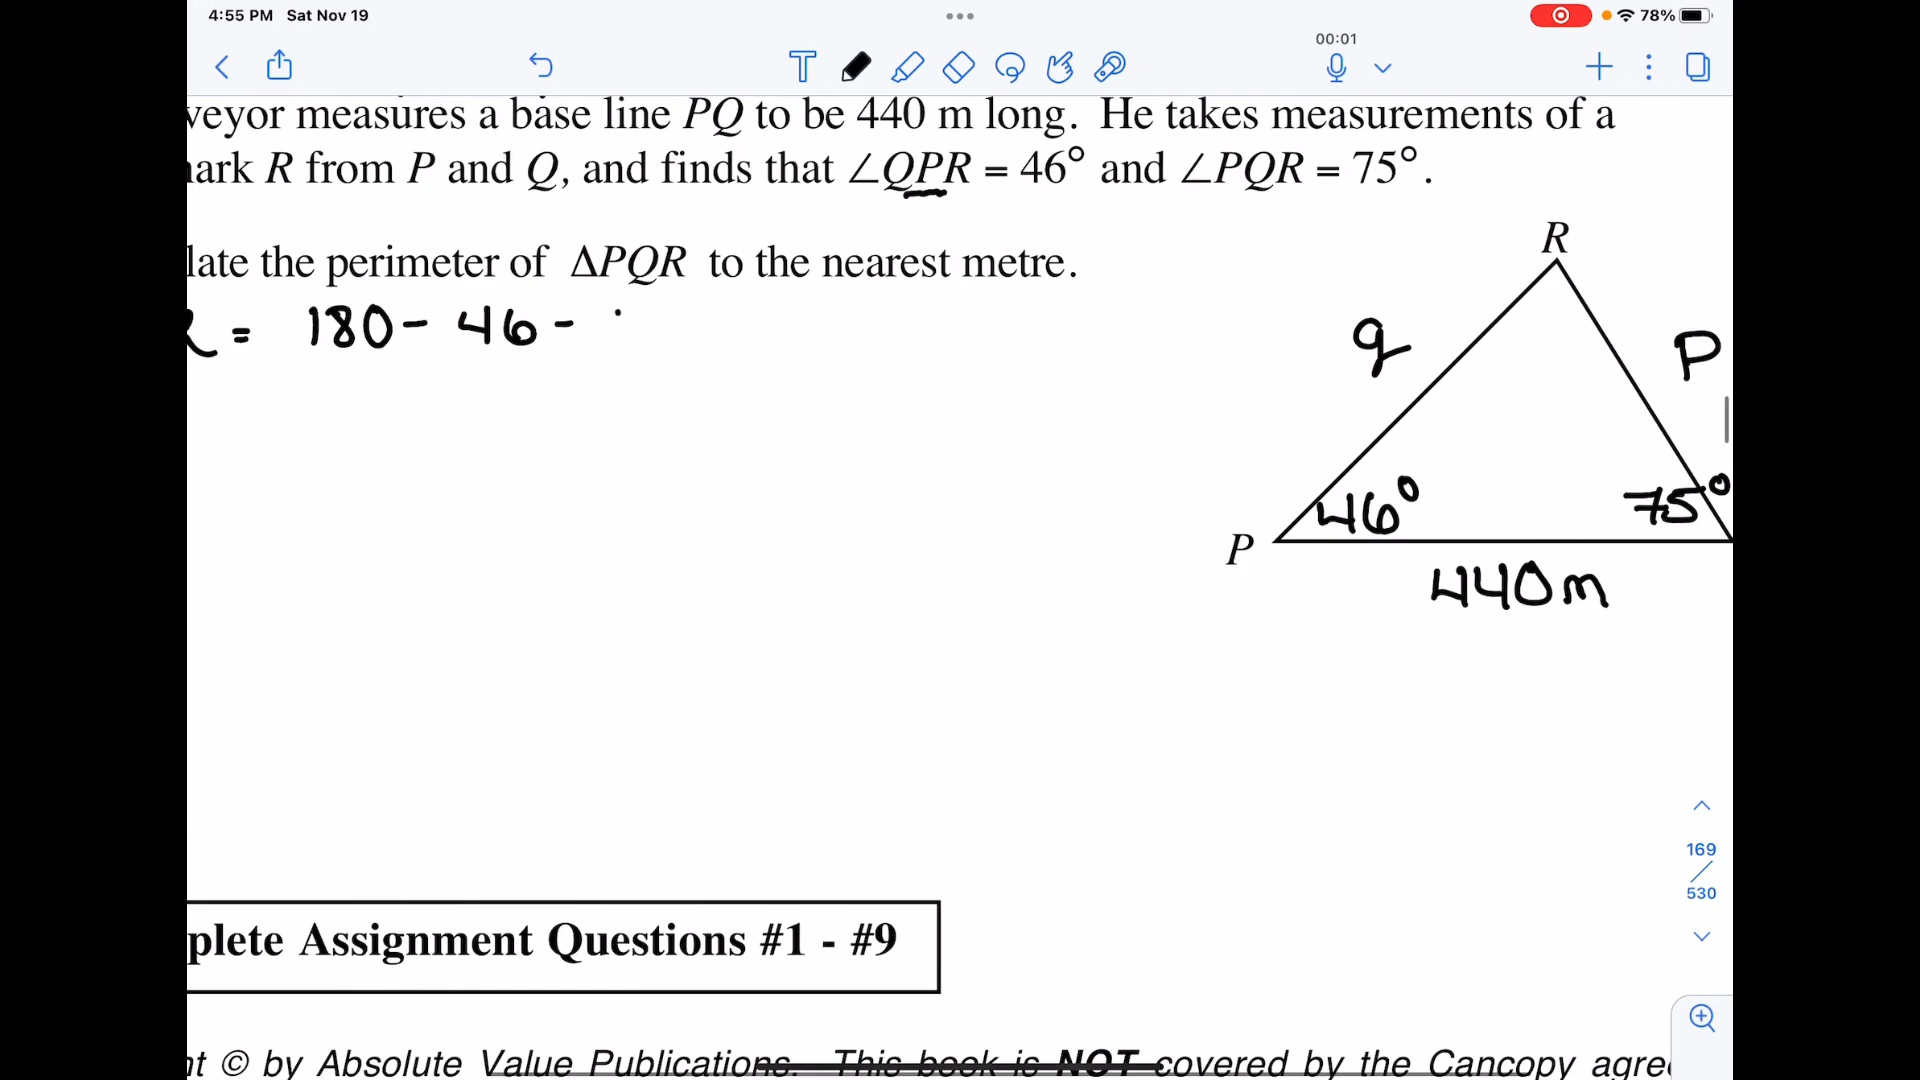 4:55 PM Sat Nov 19
78%
00:01
veyor measures a base line PQ to be 440 m long. He takes measurements of a
ark R from P and Q, and finds that ∠QPR = 46° and ∠PQR = 75°.
late the perimeter of ΔPQR to the nearest metre.
R = 180 - 46 -
R
q
P
46°
75°
P
440m
169
530
plete Assignment Questions #1 - #9
nt © by Absolute Value Publications. This book is NOT covered by the Cancopy agre